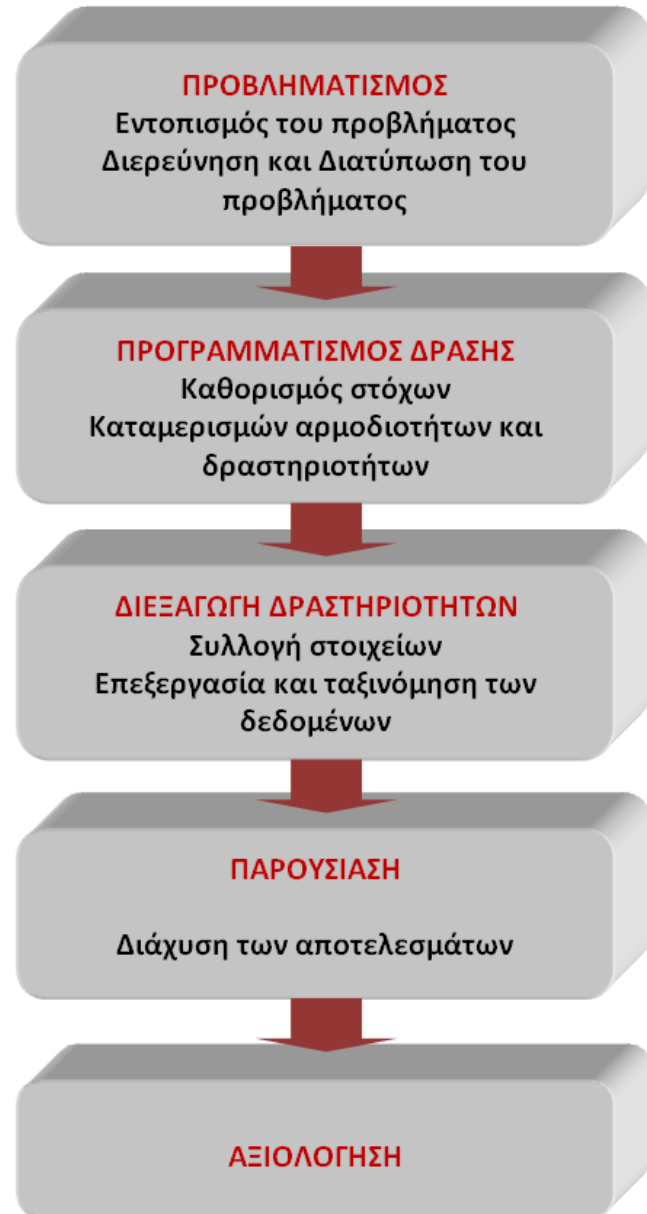 ΠΡΟΒΛΗΜΑΤΙΣΜΟΣ
Εντοπισμός του προβλήματος
Διερεύνηση και Διατύπωση του
προβλήματος
ΠΡΟΓΡΑΜΜΑΤΙΣΜΟΣ ΔΡΑΣΗΣ
Καθορισμός στόχων
Καταμερισμών αρμοδιοτήτων και
δραστηριοτήτων
ΔΙΕΞΑΓΩΓΗ ΔΡΑΣΤΗΡΙΟΤΗΤΩΝ
Συλλογή στοιχείων
Επεξεργασία και ταξινόμηση των
δεδομένων
ΠΑΡΟΥΣΙΑΣΗ
Διάχυση των αποτελεσμάτων
ΑΞΙΟΛΟΓΗΣΗ